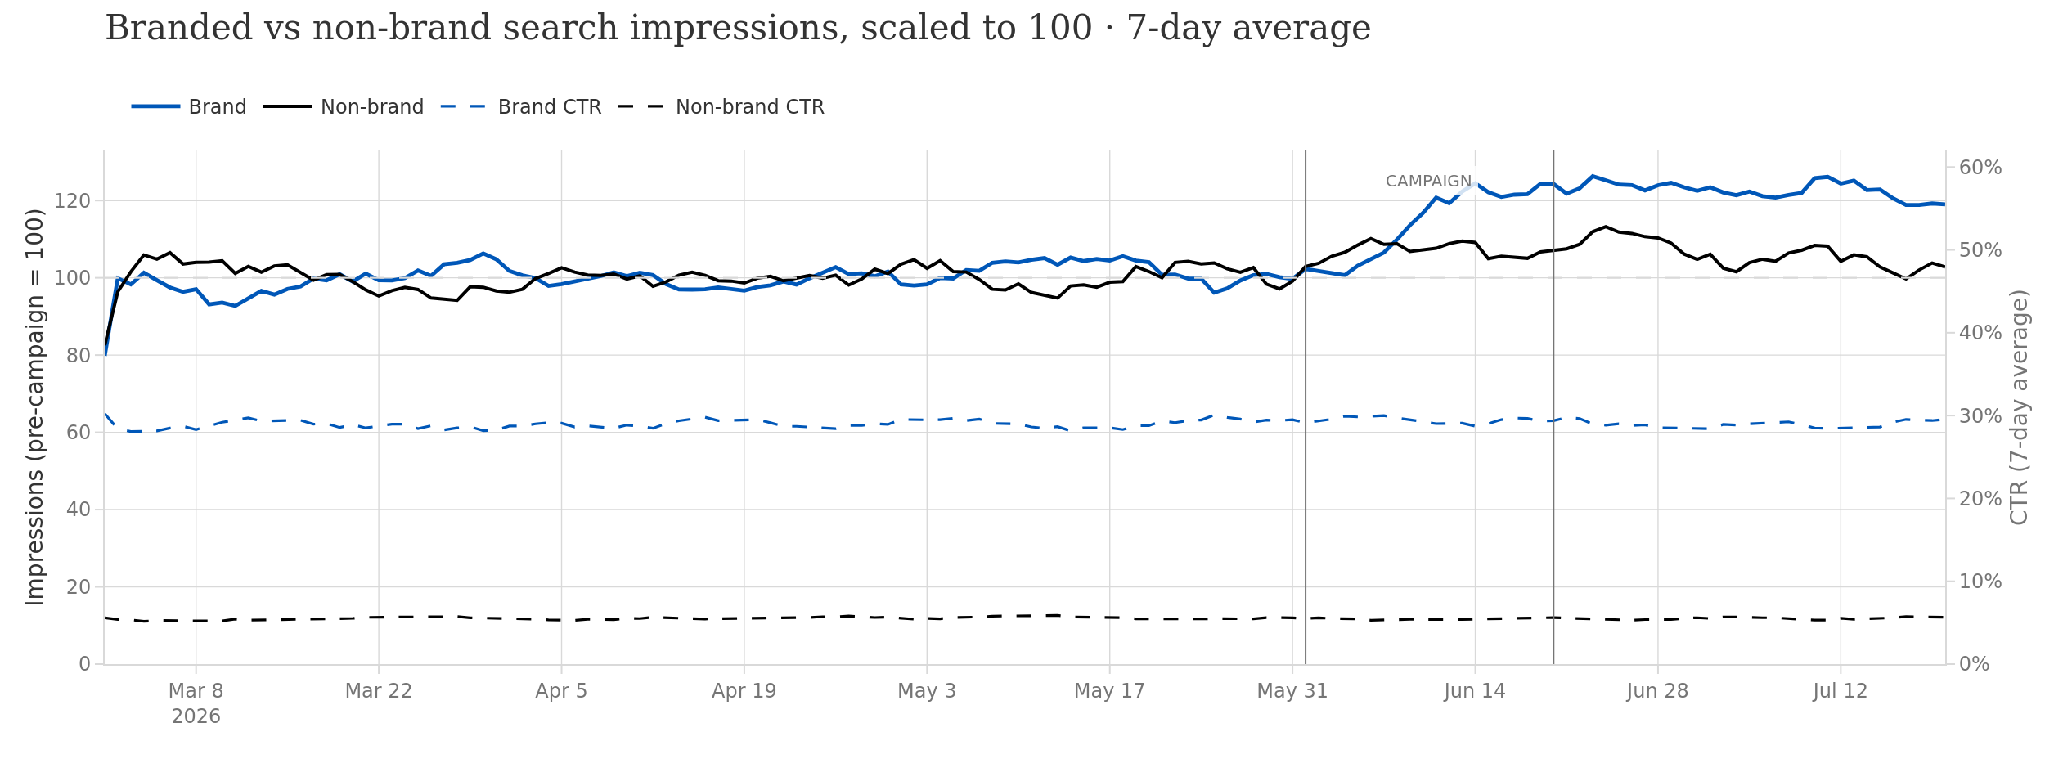 Branded vs non-brand search impressions, scaled to 100 · 7-day average
Brand
Non-brand
Brand CTR
Non-brand CTR
Impressions (pre-campaign = 100)
120
100
80
60
40
20
0
CAMPAIGN
60%
50%
40%
30%
20%
10%
0%
CTR (7-day average)
Mar 8
2026
Mar 22
Apr 5
Apr 19
May 3
May 17
May 31
Jun 14
Jun 28
Jul 12